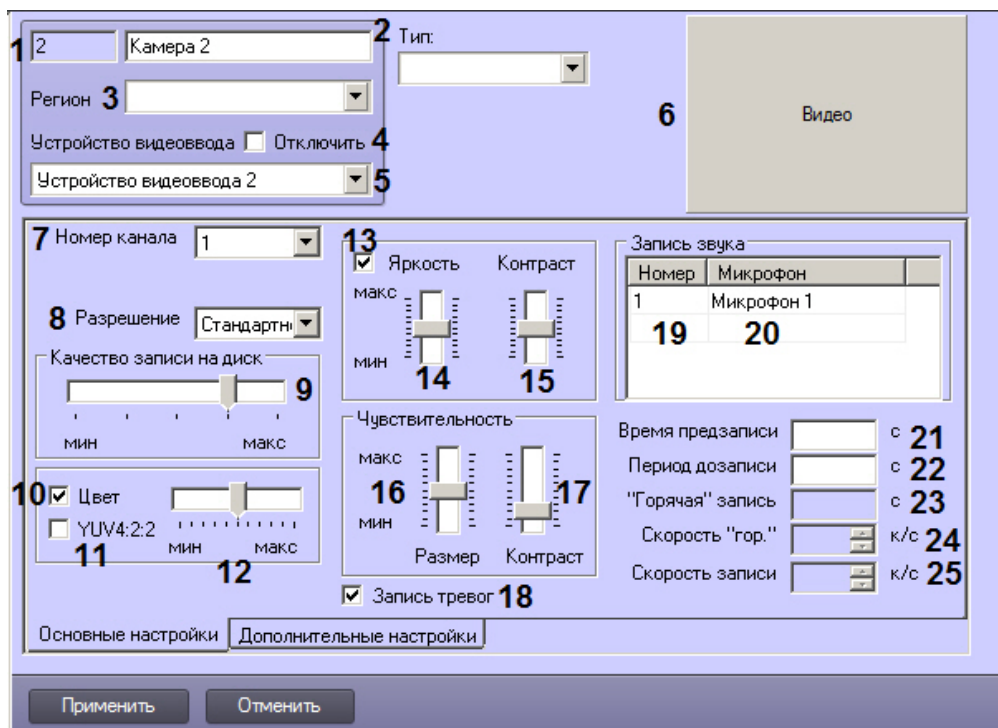 1 2 Камера 2 2 Тип:
Регион 3
6 Видео
Устройство видеоввода Отключить 4
Устройство видеоввода 2 5
7 Номер канала 1
8 Разрешение Стандартн
Качество записи на диск
9
мин макс
10 Цвет
YUV4:2:2
11
мин макс
12
13
Яркость Контраст
макс
мин
14 15
Чувствительность
макс
16 17
мин
Размер Контраст
Запись тревог 18
Запись звука
Номер Микрофон
1 Микрофон 1
19 20
Время предзаписи с 21
Период дозаписи с 22
"Горячая" запись с 23
Скорость "гор." к/с 24
Скорость записи к/с 25
Основные настройки Дополнительные настройки
Применить Отменить